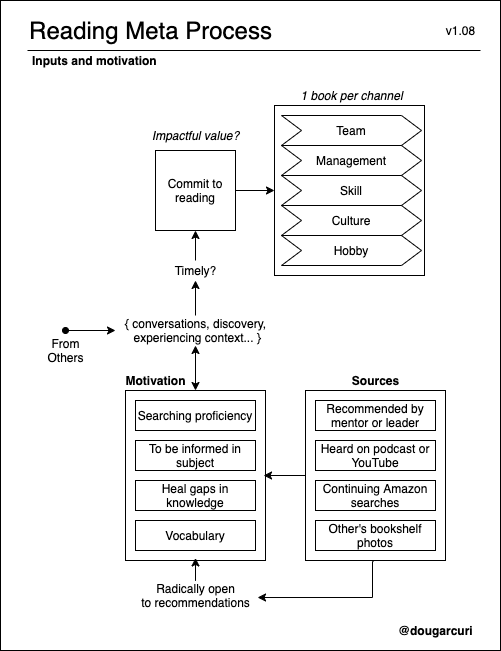 Reading Meta Process
v1.08
Inputs and motivation
1 book per channel
Impactful value?
Team
Management
Skill
Culture
Hobby
Commit to
reading
Timely?
{ conversations, discovery,
experiencing context... }
From
Others
Motivation
Searching proficiency
To be informed in
subject
Heal gaps in
knowledge
Vocabulary
Sources
Recommended by
mentor or leader
Heard on podcast or
YouTube
Continuing Amazon
searches
Other's bookshelf
photos
Radically open
to recommendations
@dougarcuri